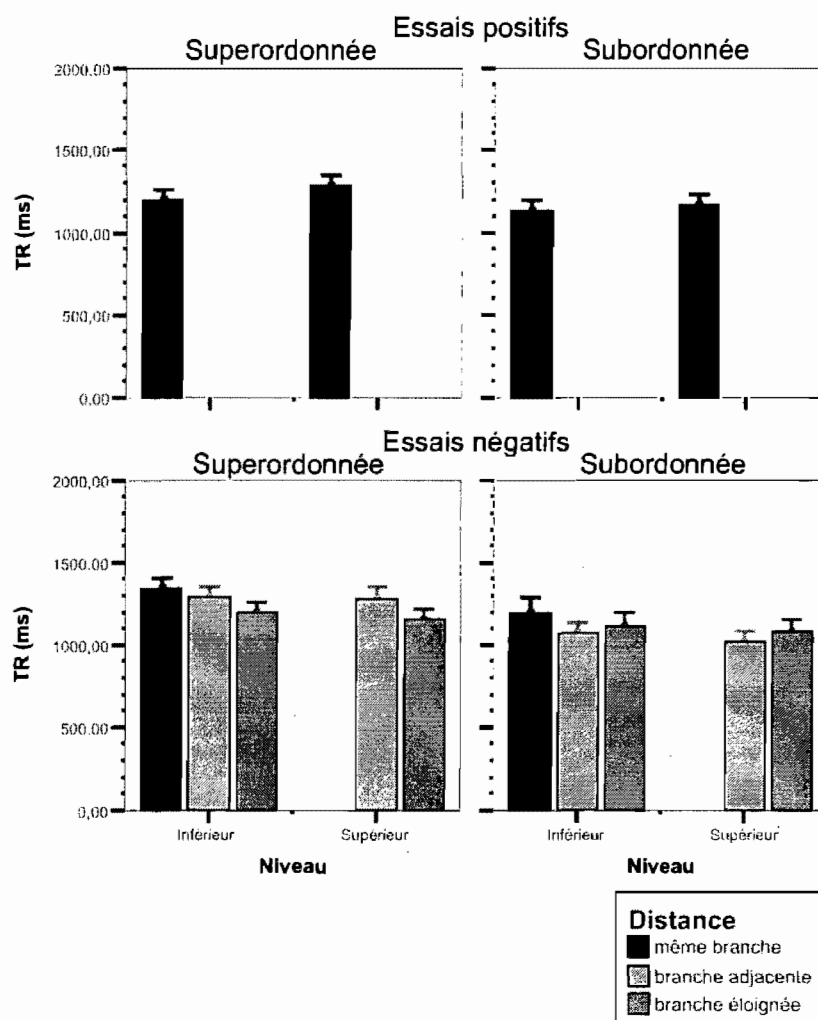 Essais positifs
Superordonnée
Subordonnée
2000,00
1500,00
1000,00
500,00
0,00
TR (ms)
Essais négatifs
Superordonnée
Subordonnée
2000,00
1500,00
1000,00
500,00
0,00
TR (ms)
Inférieur
Supérieur
Inférieur
Supérieur
Niveau
Niveau
Distance
même branche
branche adjacente
branche éloignée